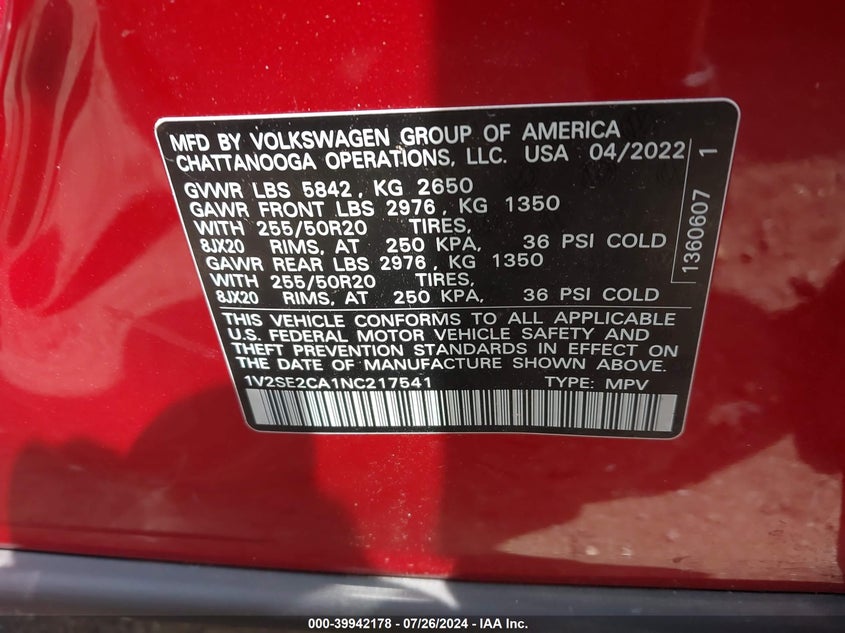 MFD BY VOLKSWAGEN GROUP OF AMERICA
CHATTANOOGA OPERATIONS, LLC. USA 04/2022
GVWR LBS 5842, KG 2650
GAWR FRONT LBS 2976, KG 1350
WITH 255/50R20 TIRES,
8JX20 RIMS, AT 250 KPA, 36 PSI COLD
GAWR REAR LBS 2976, KG 1350
WITH 255/50R20 TIRES,
8JX20 RIMS, AT 250 KPA, 36 PSI COLD
THIS VEHICLE CONFORMS TO ALL APPLICABLE
U.S. FEDERAL MOTOR VEHICLE SAFETY AND
THEFT PREVENTION STANDARDS IN EFFECT ON
THE DATE OF MANUFACTURE SHOWN ABOVE.
1V2SE2CA1NC217541 TYPE: MPV
1360607 1
000-39942178 - 07/26/2024 - IAA Inc.